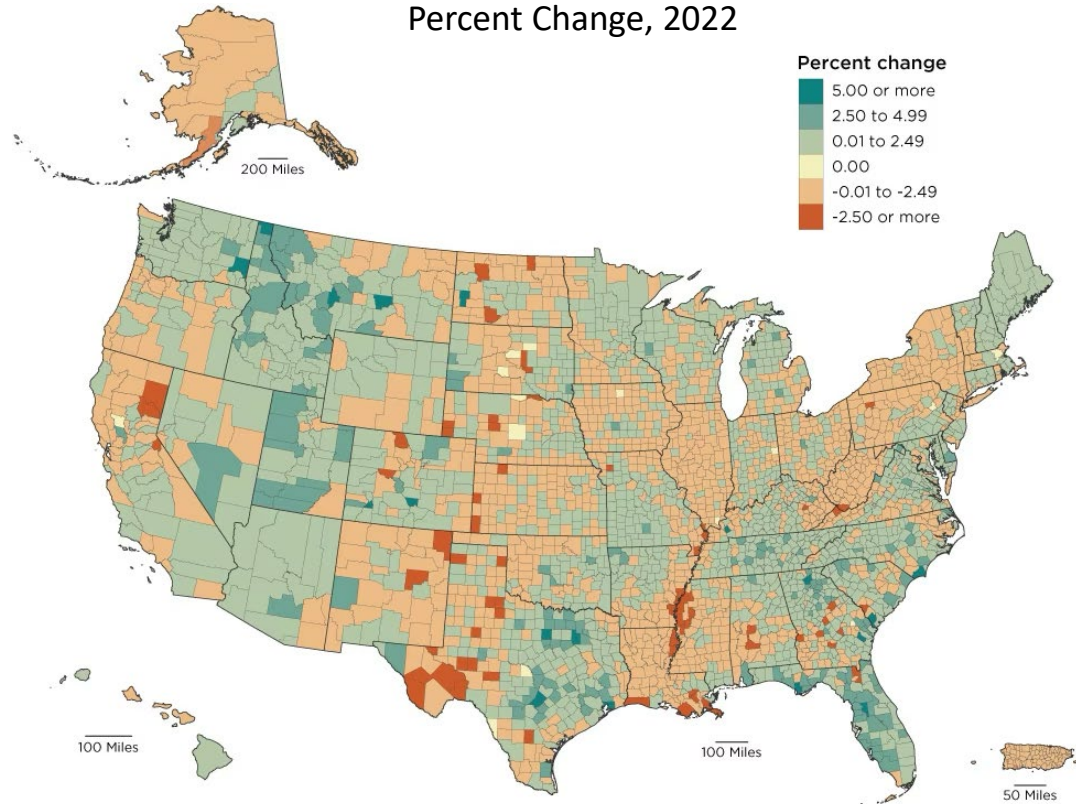 Percent Change, 2022
Percent change
5.00 or more
2.50 to 4.99
0.01 to 2.49
0.00
-0.01 to -2.49
-2.50 or more
200 Miles
100 Miles
100 Miles
50 Miles